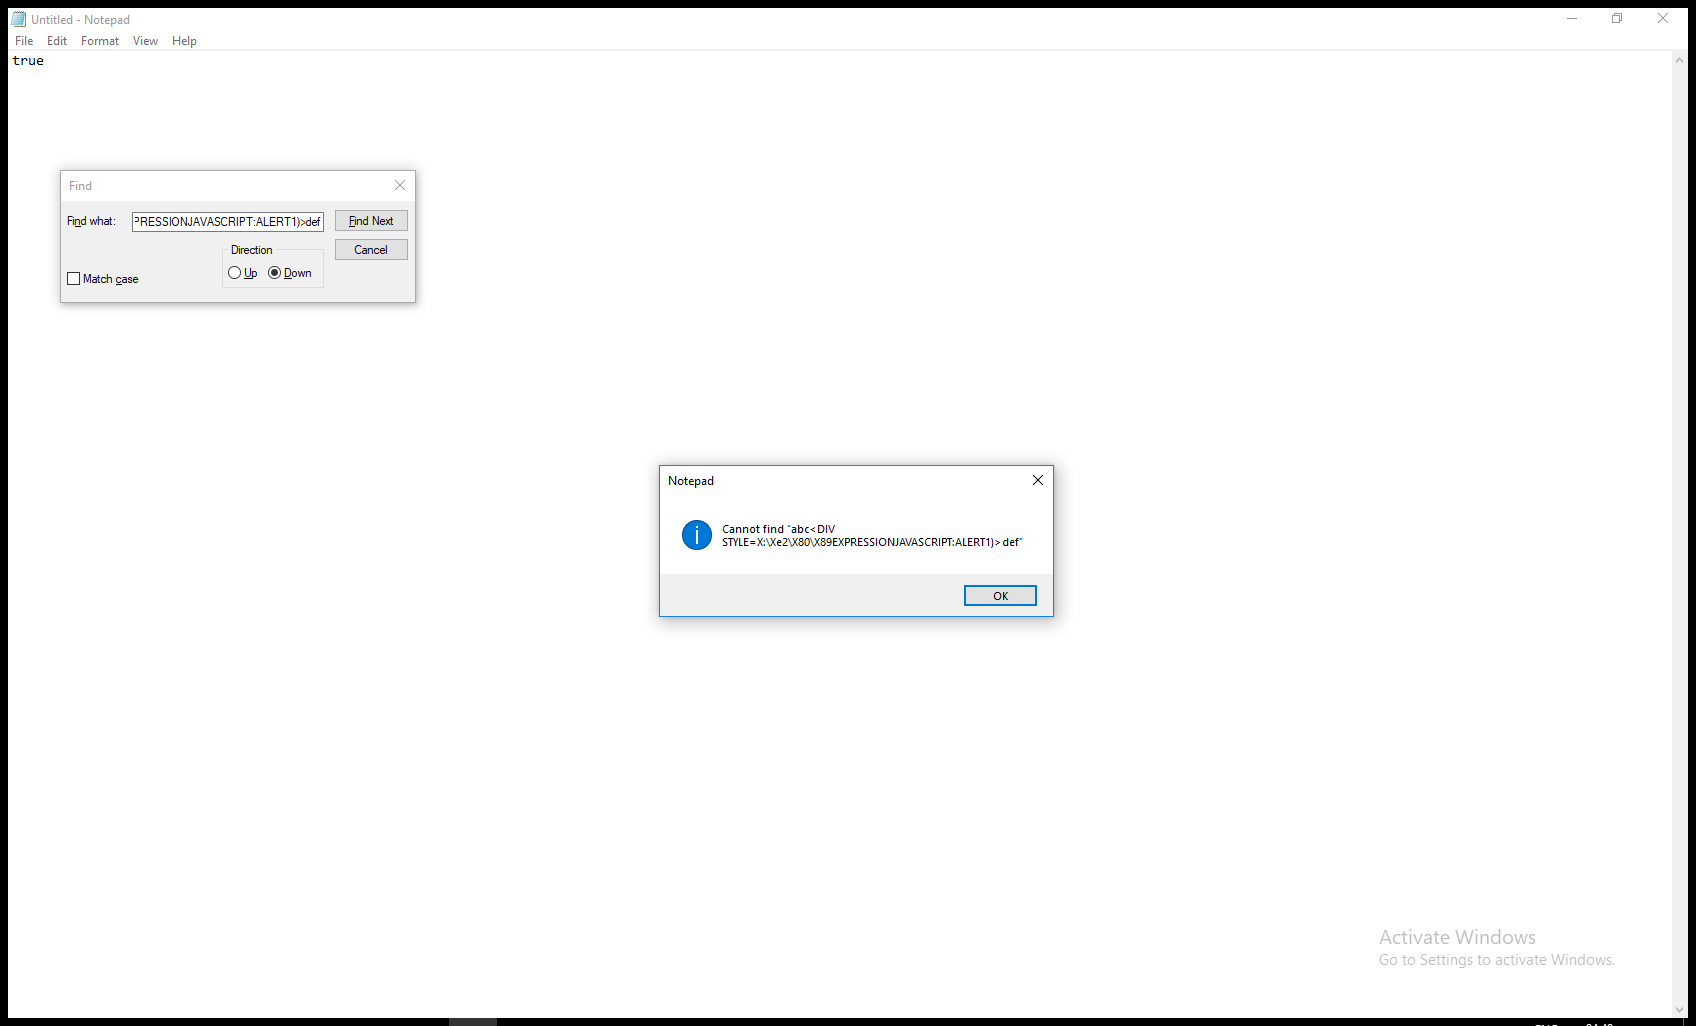 Untitled - Notepad
File Edit Format View Help
true
Find
Find what: PRESSIONJAVASCRIPT:ALERT1)>def Find Next
Direction Cancel
Up Down
Match case
Notepad
Cannot find "abc<DIV
STYLE=X:\Xe2\X80\X89EXPRESSIONJAVASCRIPT:ALERT1)>def"
OK
Activate Windows
Go to Settings to activate Windows.